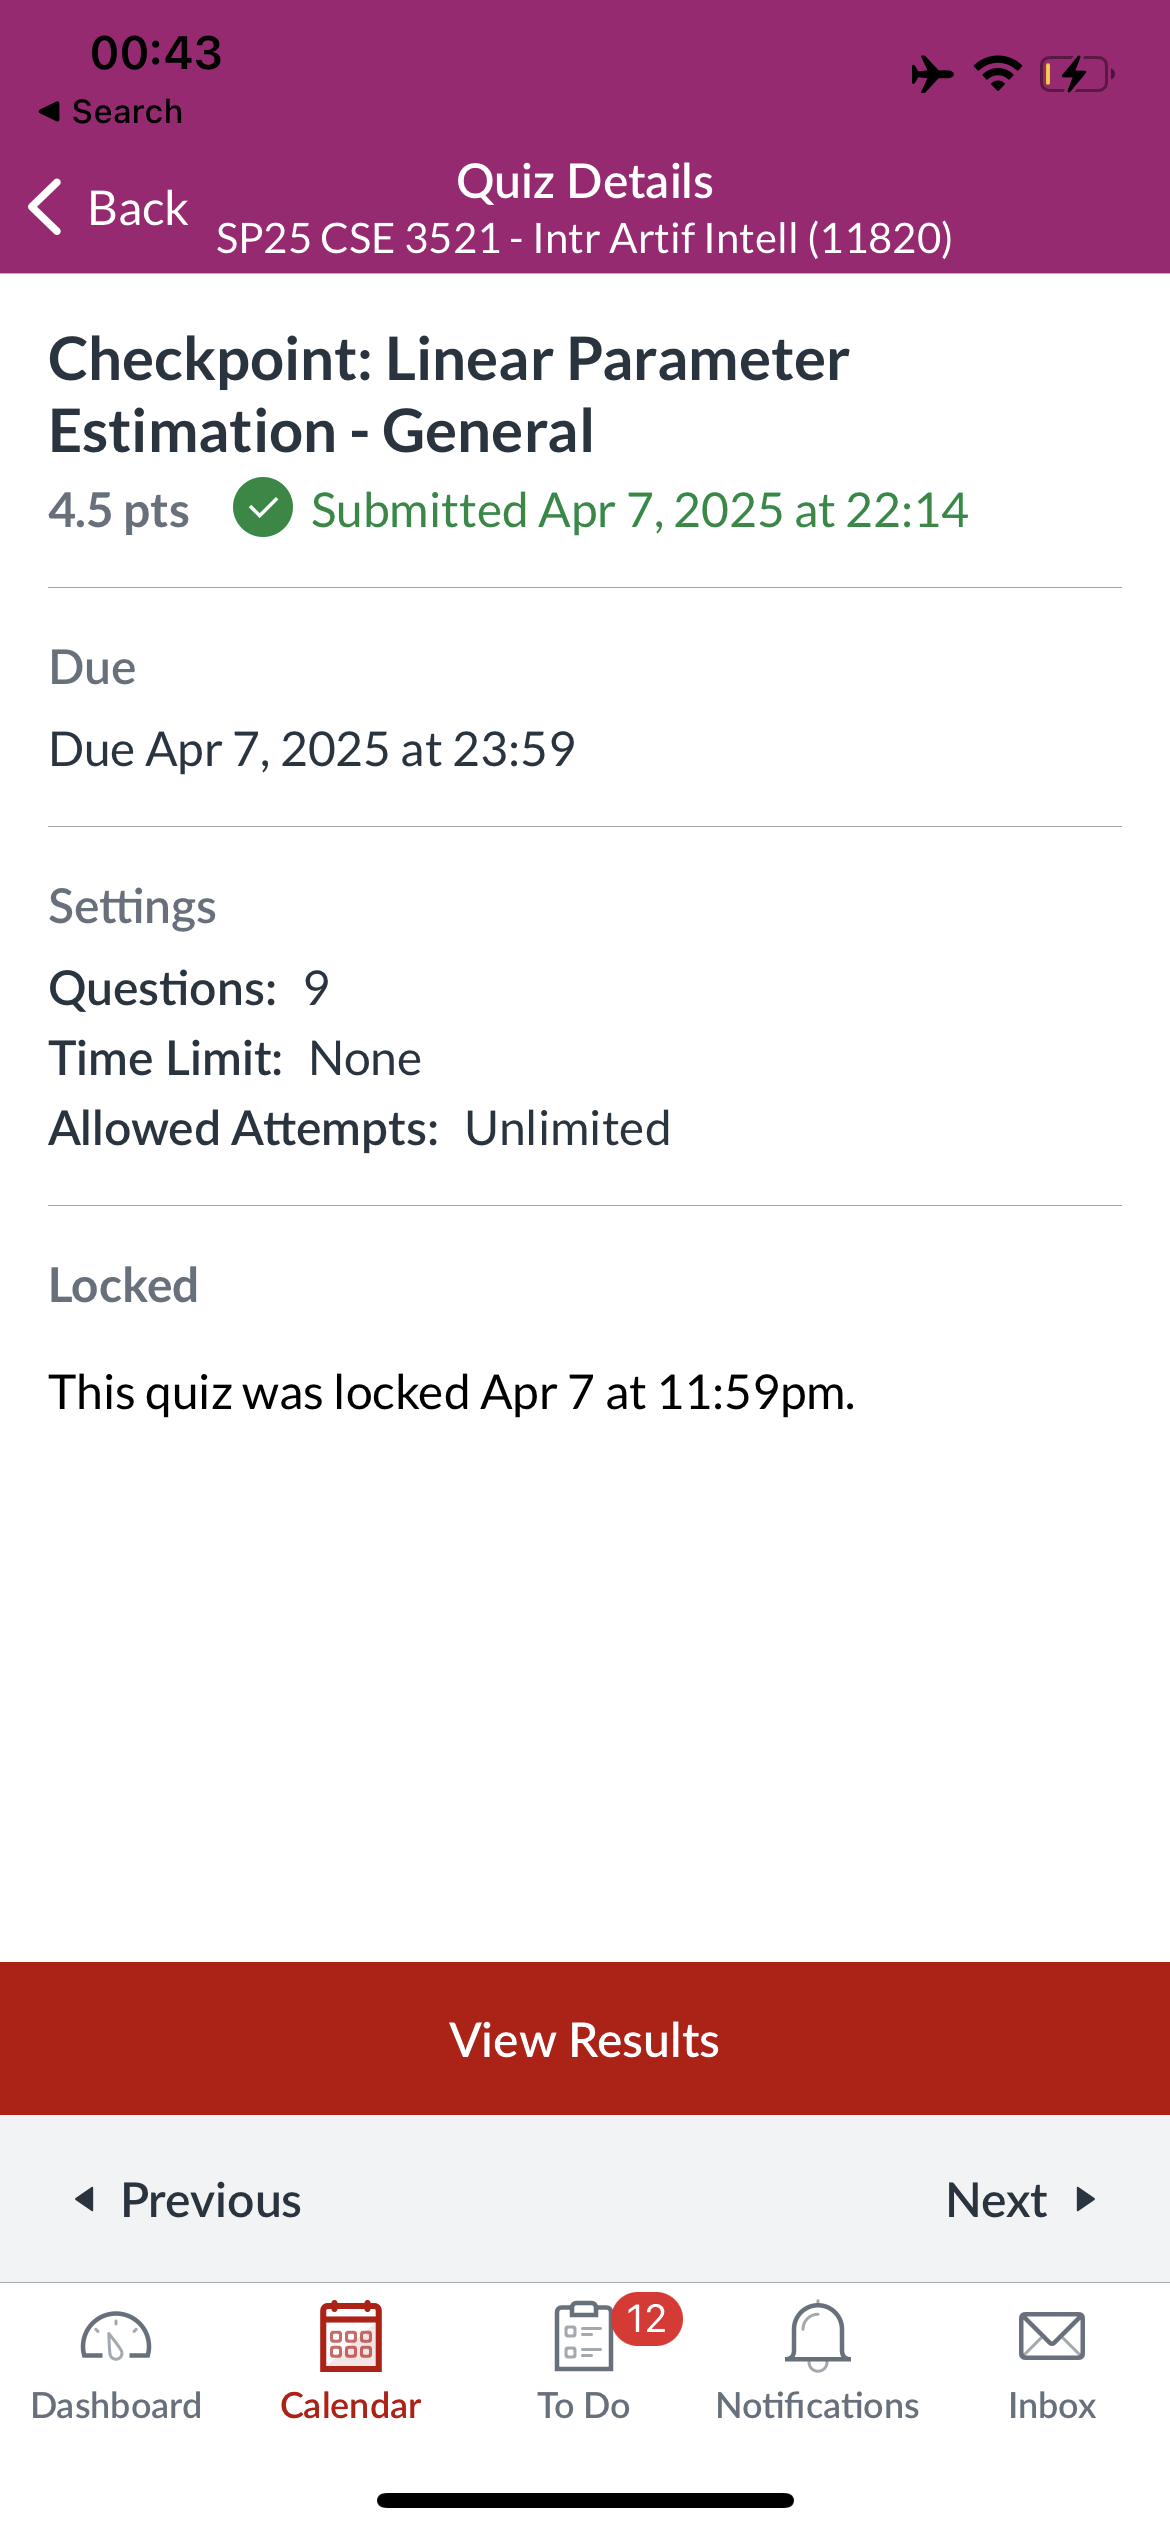 00:43
◀ Search
Back
Quiz Details
SP25 CSE 3521 - Intr Artif Intell (11820)
Checkpoint: Linear Parameter
Estimation - General
4.5 pts Submitted Apr 7, 2025 at 22:14
Due
Due Apr 7, 2025 at 23:59
Settings
Questions: 9
Time Limit: None
Allowed Attempts: Unlimited
Locked
This quiz was locked Apr 7 at 11:59pm.
View Results
Previous Next
12
Dashboard Calendar To Do Notifications Inbox